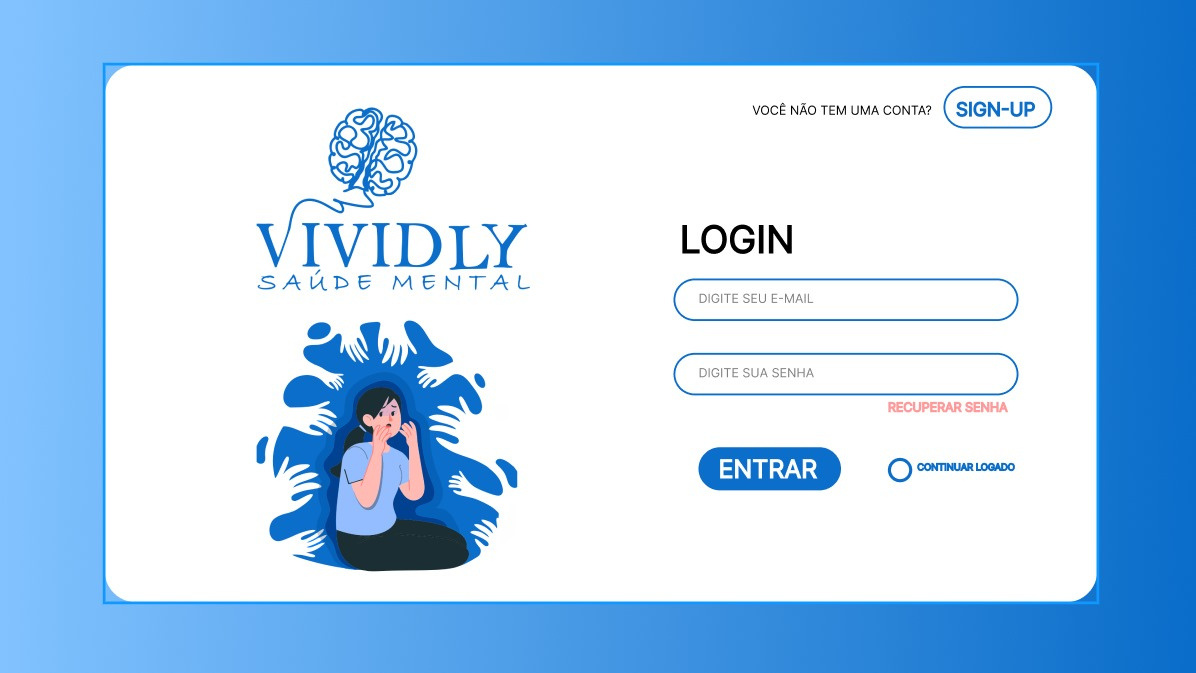 VOCÊ NÃO TEM UMA CONTA? SIGN-UP
VIVIDLY
SAÚDE MENTAL
LOGIN
DIGITE SEU E-MAIL
DIGITE SUA SENHA
RECUPERAR SENHA
ENTRAR
CONTINUAR LOGADO